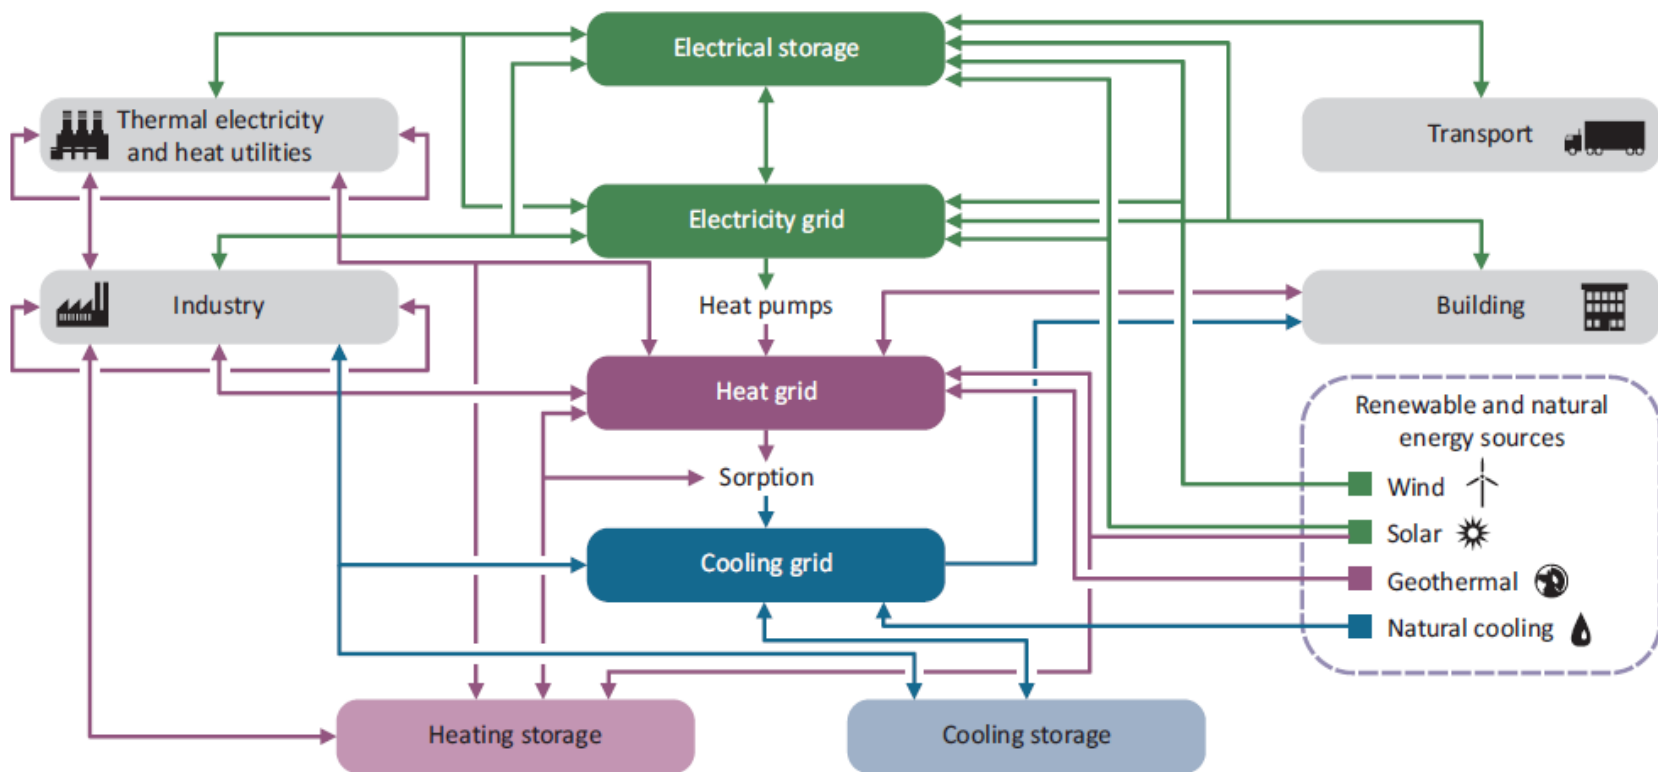 Electrical storage
Thermal electricity
and heat utilities
Transport
Electricity grid
Industry
Heat pumps
Building
Heat grid
Renewable and natural
energy sources
Sorption
Wind
Solar
Cooling grid
Geothermal
Natural cooling
Heating storage
Cooling storage